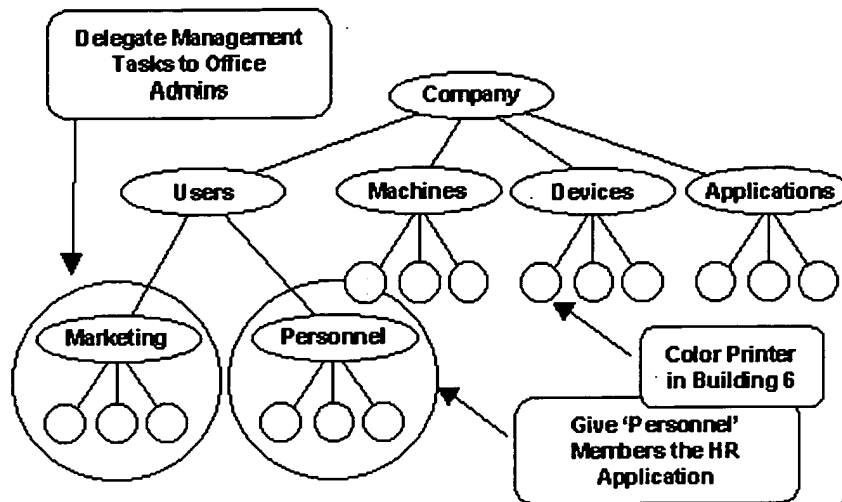 Delegate Management
Tasks to Office
Admins
Company
Users
Machines
Devices
Applications
Marketing
Personnel
Color Printer
in Building 6
Give ‘Personnel’
Members the HR
Application